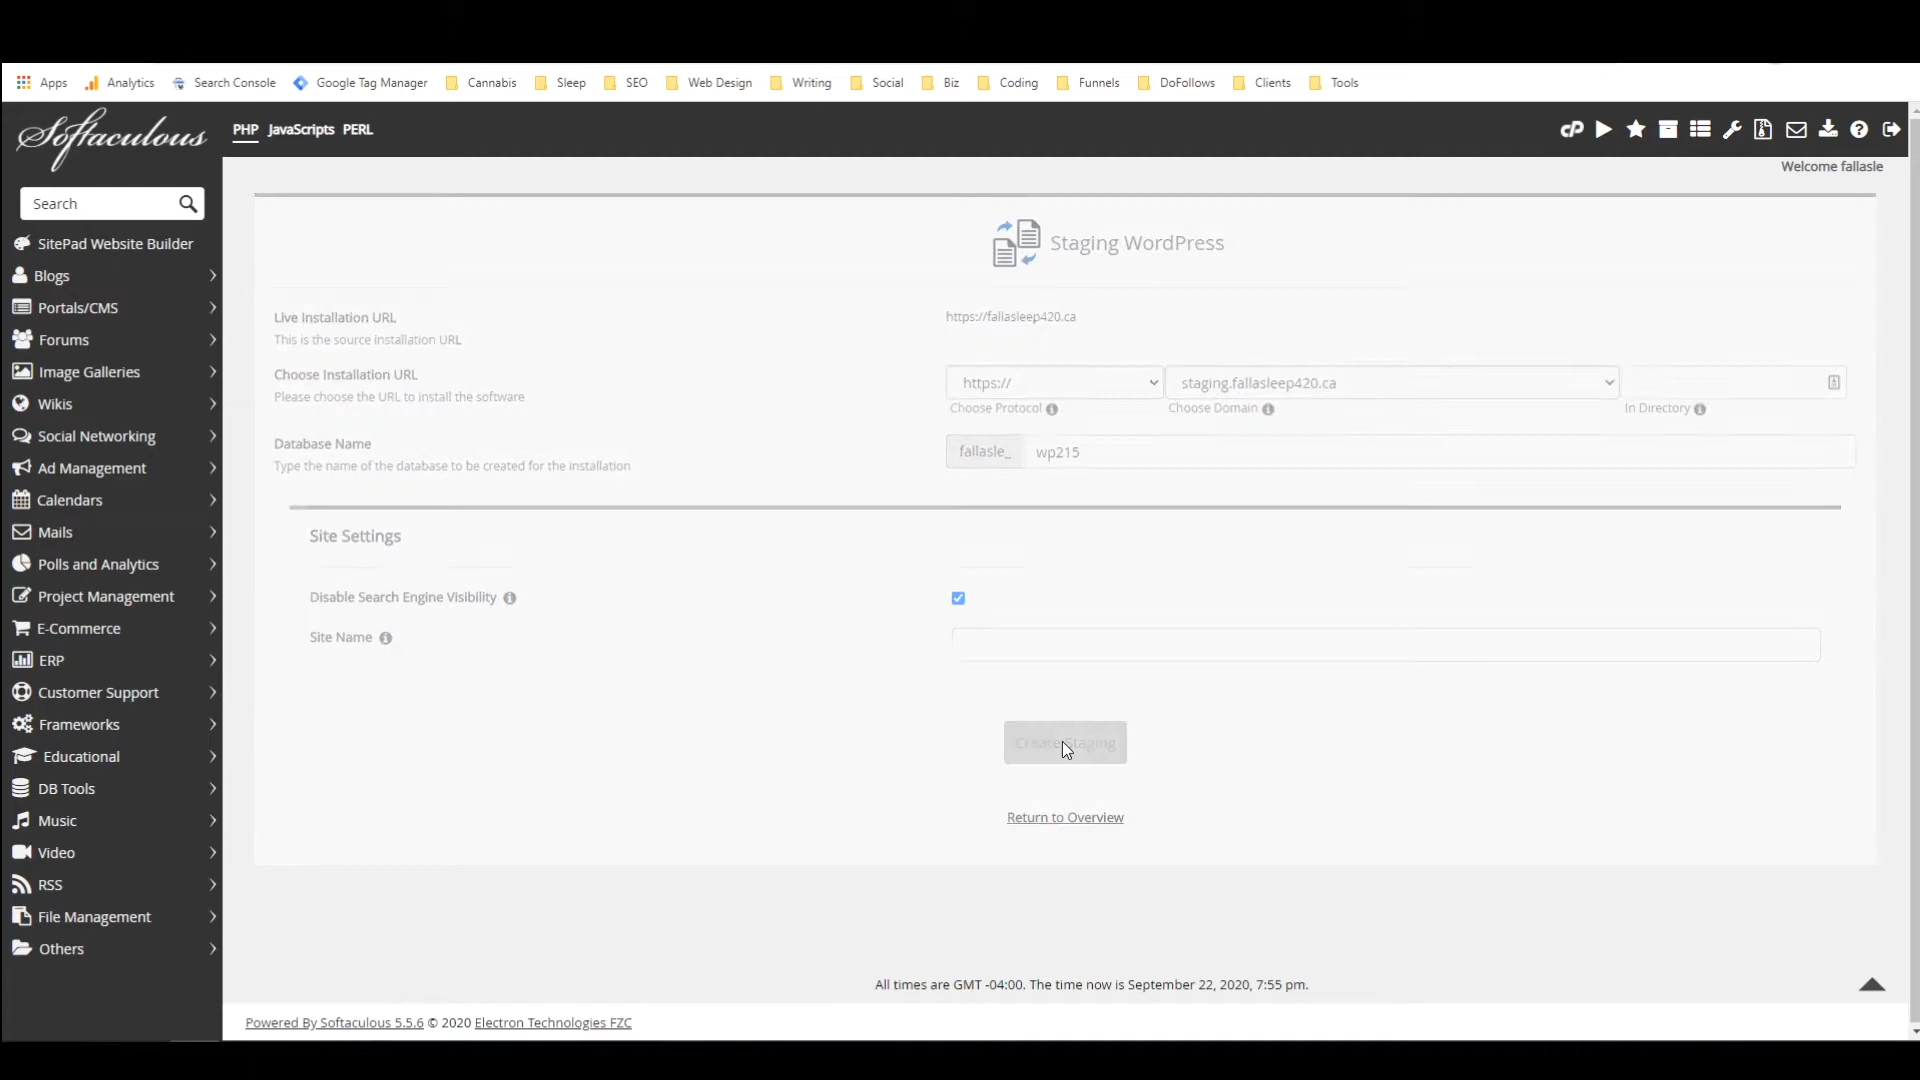 Apps Analytics Search Console Google Tag Manager Cannabis Sleep SEO Web Design Writing Social Biz Coding Funnels DoFollows Clients Tools
Softaculous PHP JavaScripts PERL cP
Welcome fallasle
Search
SitePad Website Builder
Blogs
Portals/CMS
Forums
Image Galleries
Wikis
Social Networking
Ad Management
Calendars
Mails
Polls and Analytics
Project Management
E-Commerce
ERP
Customer Support
Frameworks
Educational
DB Tools
Music
Video
RSS
File Management
Others
Staging WordPress
Live Installation URL
This is the source installation URL
https://fallasleep420.ca
Choose Installation URL
Please choose the URL to install the software
https:// staging.fallasleep420.ca
Choose Protocol Choose Domain In Directory
Database Name
Type the name of the database to be created for the installation
fallasle_ wp215
Site Settings
Disable Search Engine Visibility
Site Name
Create Staging
Return to Overview
All times are GMT -04:00. The time now is September 22, 2020, 7:55 pm.
Powered By Softaculous 5.5.6 © 2020 Electron Technologies FZC